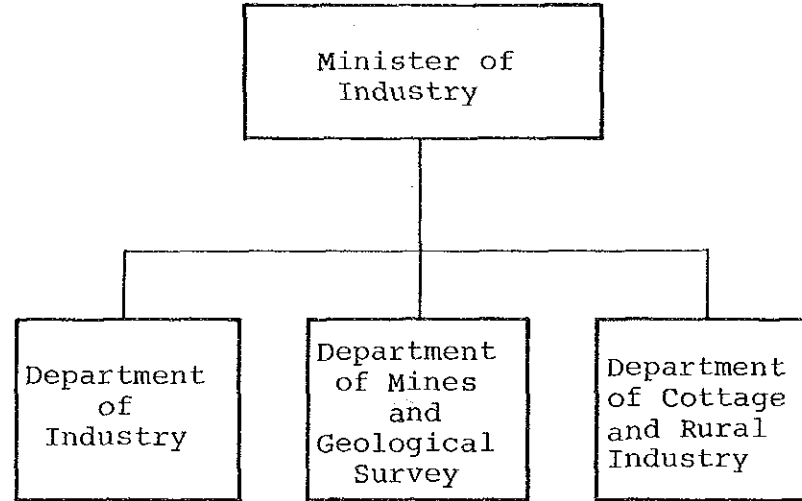 Minister of
Industry
Department
of
Industry
Department
of Mines
and
Geological
Survey
Department
of Cottage
and Rural
Industry